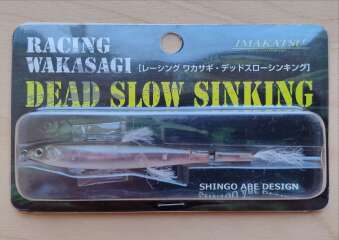 RACING
WAKASAGI
IMAKATSU
[レーシング ワカサギ・デッドスローシンキング]
DEAD SLOW SINKING
SHINGO ABE DESIGN